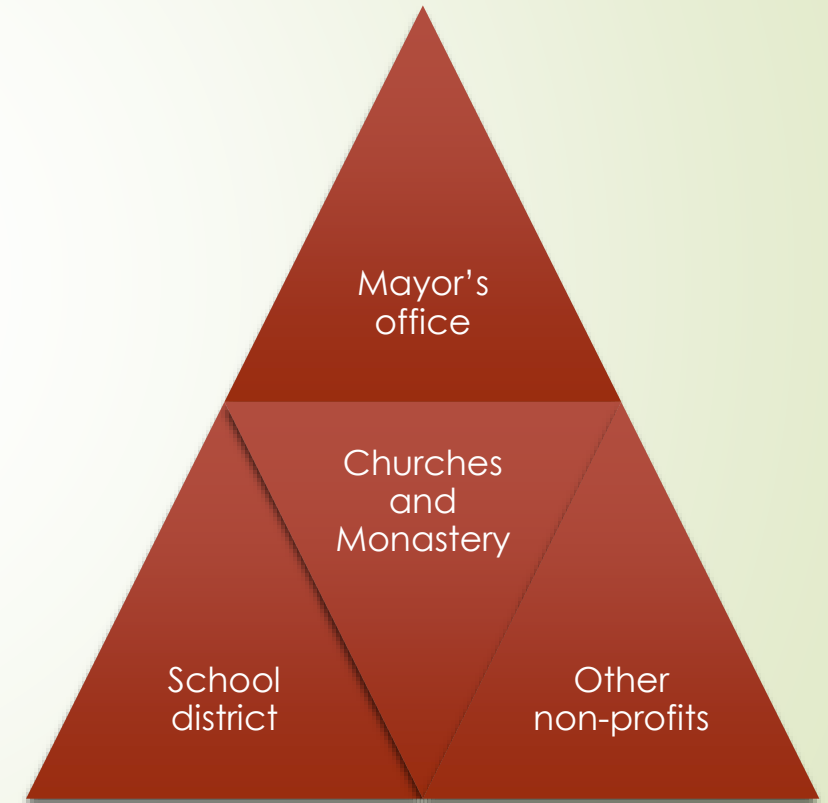 Mayor’s
office
Churches
and
Monastery
School
district
Other
non-profits